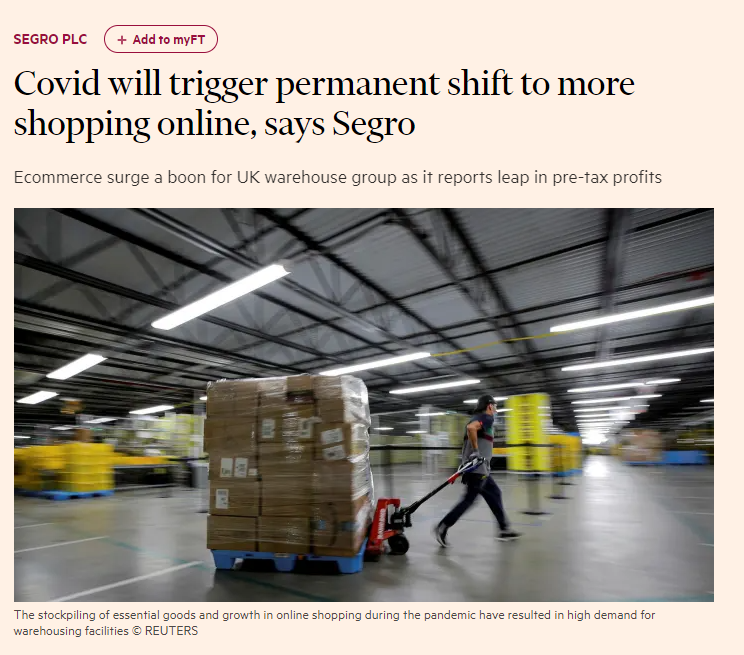 SEGRO PLC + Add to myFT
Covid will trigger permanent shift to more
shopping online, says Segro
Ecommerce surge a boon for UK warehouse group as it reports leap in pre-tax profits
The stockpiling of essential goods and growth in online shopping during the pandemic have resulted in high demand for
warehousing facilities © REUTERS